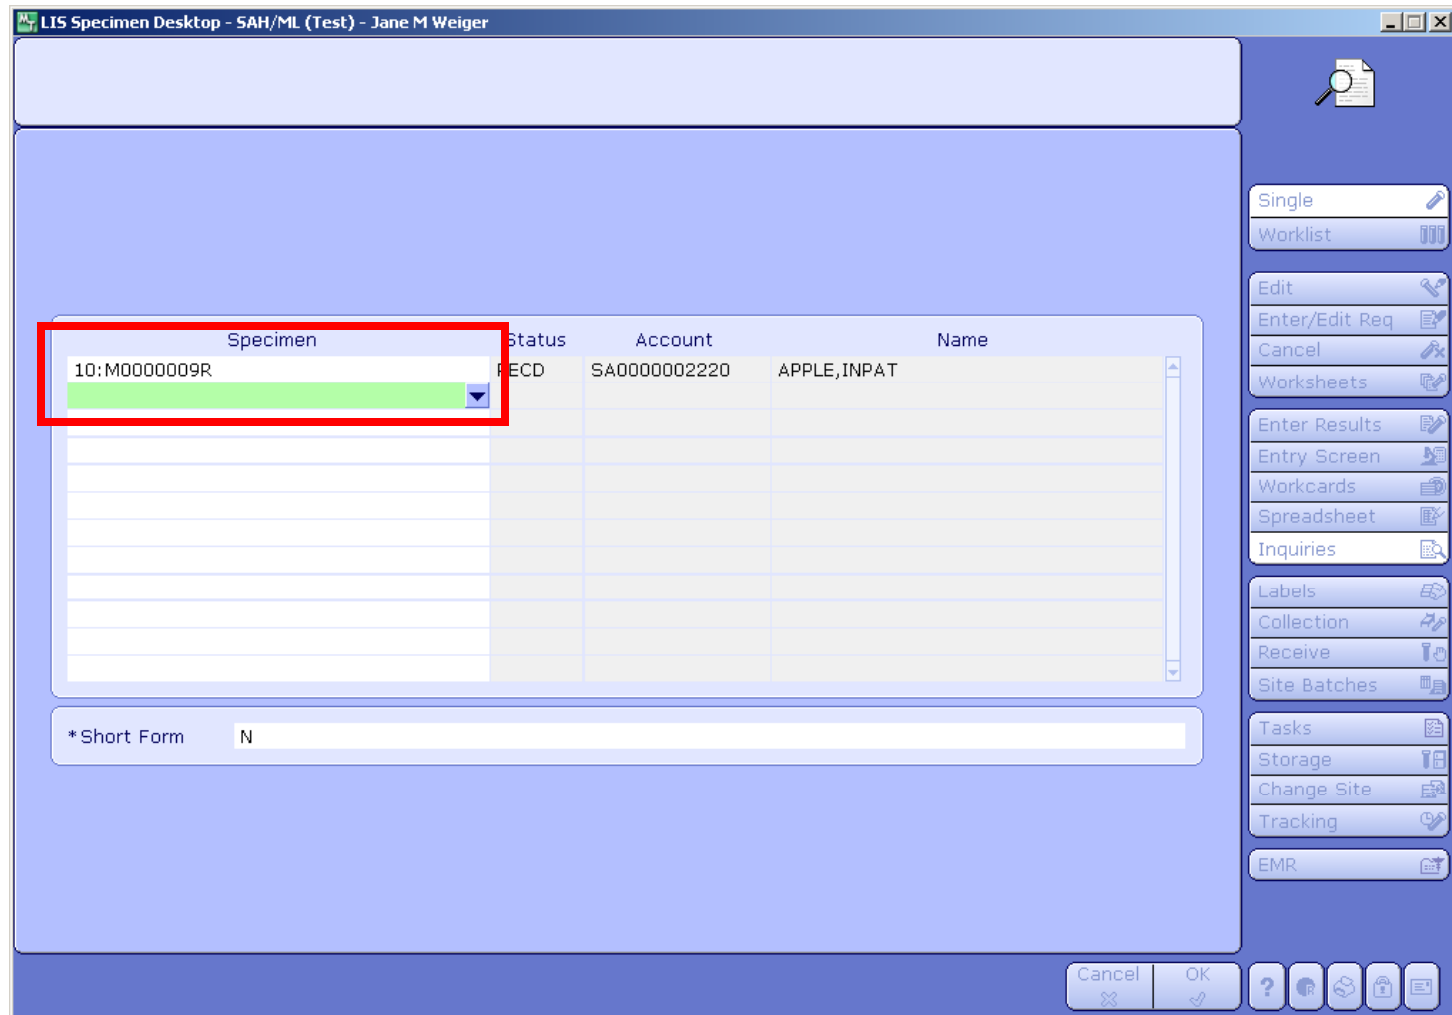 LIS Specimen Desktop - SAH/ML (Test) - Jane M Weiger
Single
Worklist
Edit
Enter/Edit Req
Cancel
Worksheets
Enter Results
Entry Screen
Workcards
Spreadsheet
Inquiries
Labels
Collection
Receive
Site Batches
Tasks
Storage
Change Site
Tracking
EMR
Specimen Status Account Name
10:M0000009R RECD SA0000002220 APPLE,INPAT
*Short Form N
Cancel OK
? R